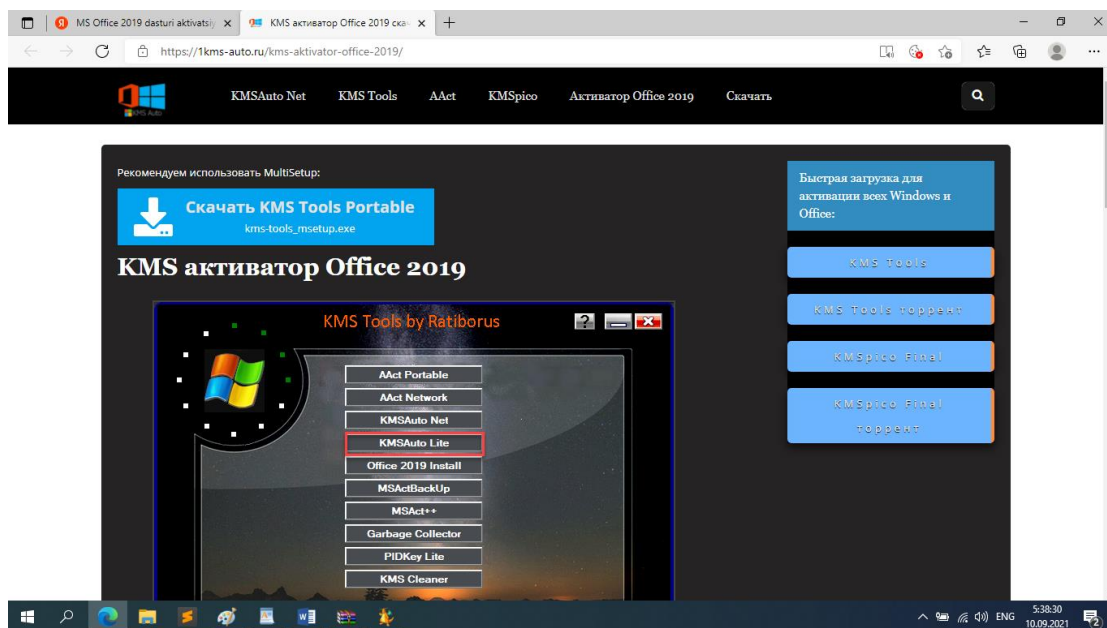 MS Office 2019 dasturi aktivatsiy
KMS активатор Office 2019 ска
https://1kms-auto.ru/kms-aktivator-office-2019/
KMS Auto
KMSAuto Net
KMS Tools
AAct
KMSpico
Активатор Office 2019
Скачать
Рекомендуем использовать MultiSetup:
Скачать KMS Tools Portable
kms-tools_msetup.exe
KMS активатор Office 2019
KMS Tools by Ratiborus
?
AAct Portable
AAct Network
KMSAuto Net
KMSAuto Lite
Office 2019 Install
MSActBackUp
MSAct++
Garbage Collector
PIDKey Lite
KMS Cleaner
Быстрая загрузка для
активации всех Windows и
Office:
KMS Tools
KMS Tools торрент
KMSpico Final
KMSpico Final
торрент
ENG
5:38:30
10.09.2021
2